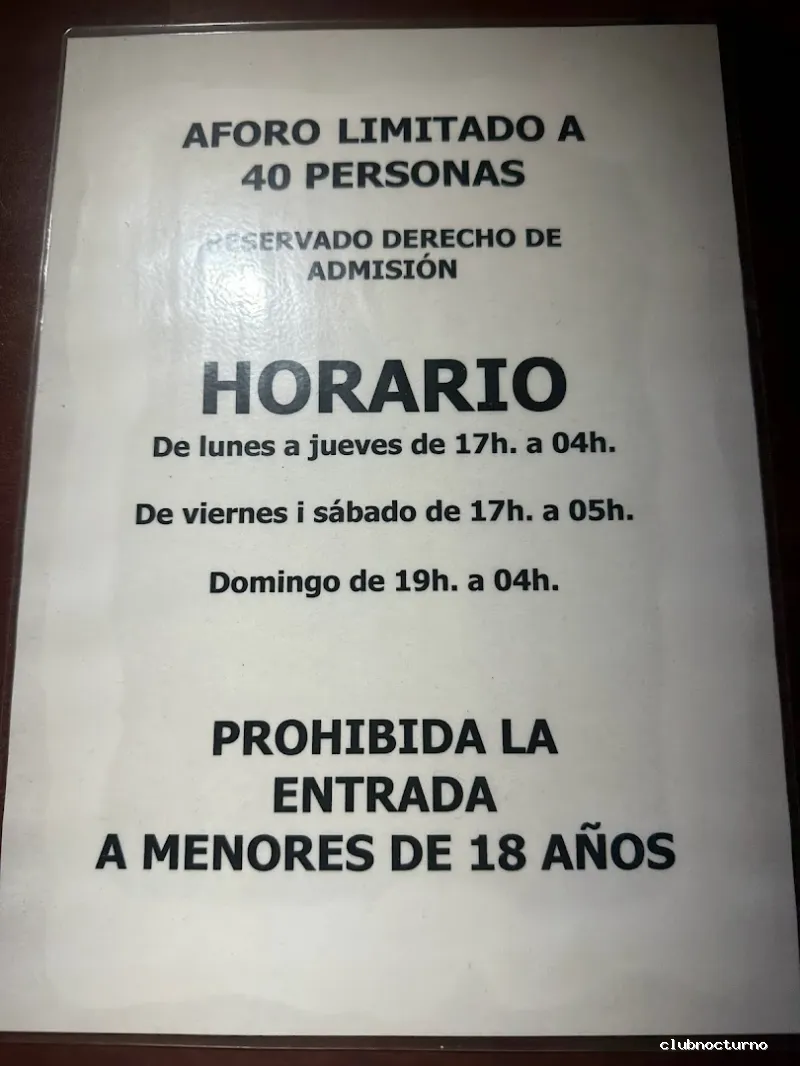 AFORO LIMITADO A
40 PERSONAS
RESERVADO DERECHO DE
ADMISIÓN
HORARIO
De lunes a jueves de 17h. a 04h.
De viernes i sábado de 17h. a 05h.
Domingo de 19h. a 04h.
PROHIBIDA LA
ENTRADA
A MENORES DE 18 AÑOS
clubnocturno